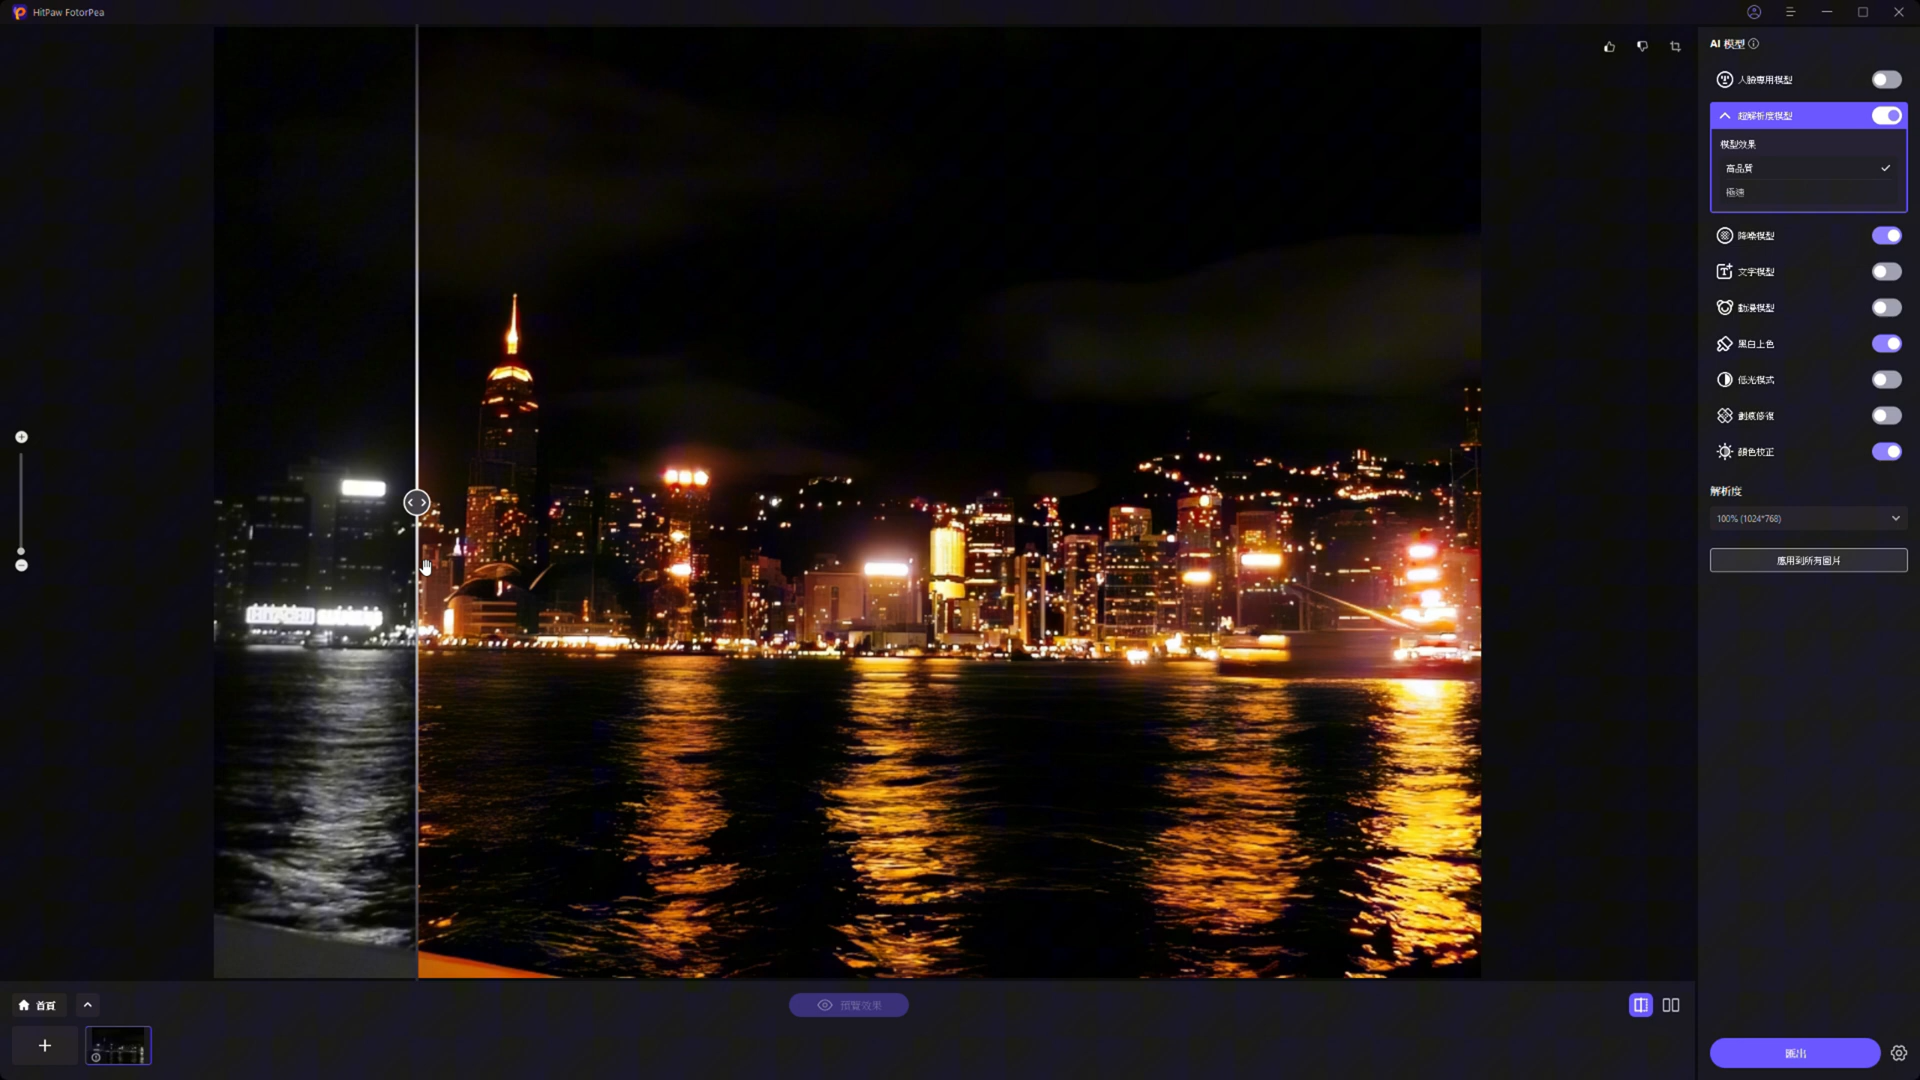 HitPaw FotorPea
AI 模型
人臉專用模型
超解析度模型
模型效果
高品質
極速
降噪模型
文字模型
動漫模型
黑白上色
低光模式
劃痕修復
顏色校正
解析度
100% (1024*768)
應用到所有圖片
首頁
預覽效果
匯出